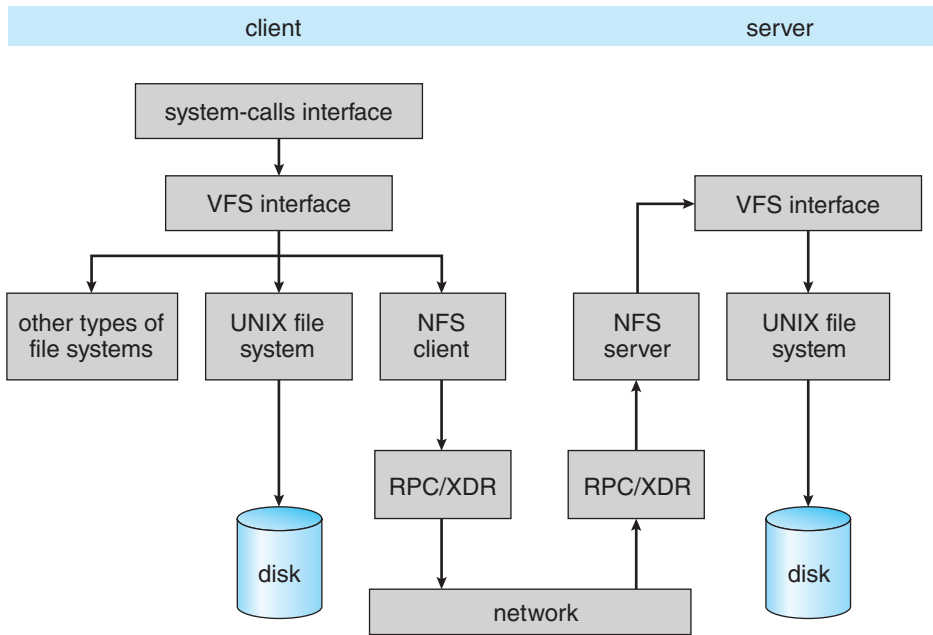 client
server
system-calls interface
VFS interface
VFS interface
other types of
file systems
UNIX file
system
NFS
client
NFS
server
UNIX file
system
RPC/XDR
RPC/XDR
disk
disk
network